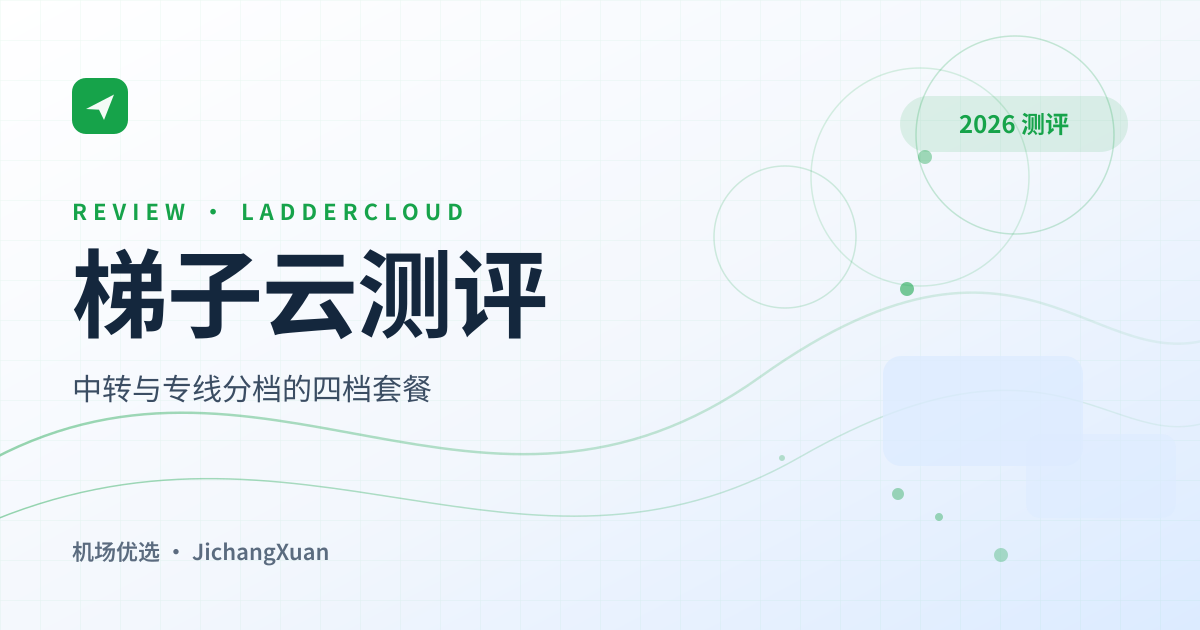 2026 测评
REVIEW · LADDERCLOUD
梯子云测评
中转与专线分档的四档套餐
机场优选 · JichangXuan